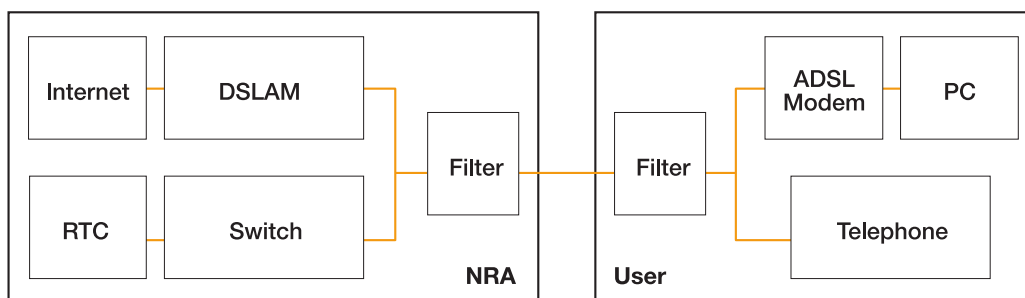 Internet
DSLAM
RTC
Switch
Filter
NRA
Filter
ADSL
Modem
PC
Telephone
User